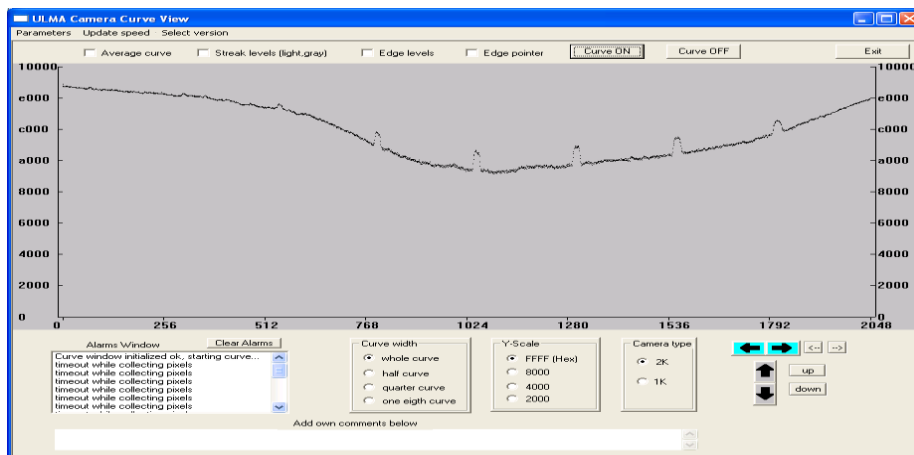 ULMA Camera Curve View
Parameters Update speed Select version
Average curve Streak levels (light,gray) Edge levels Edge pointer Curve ON Curve OFF Exit
10000 10000
e000 e000
c000 c000
a000 a000
8000 8000
6000 6000
4000 4000
2000 2000
0 0
0 256 512 768 1024 1280 1536 1792 2048
Alarms Window Clear Alarms
Curve window initialized ok, starting curve...
timeout while collecting pixels
timeout while collecting pixels
timeout while collecting pixels
timeout while collecting pixels
timeout while collecting pixels
Curve width
whole curve
half curve
quarter curve
one eigth curve
Y-Scale
FFFF (Hex)
8000
4000
2000
Camera type
2K
1K
<-- -->
up
down
Add own comments below